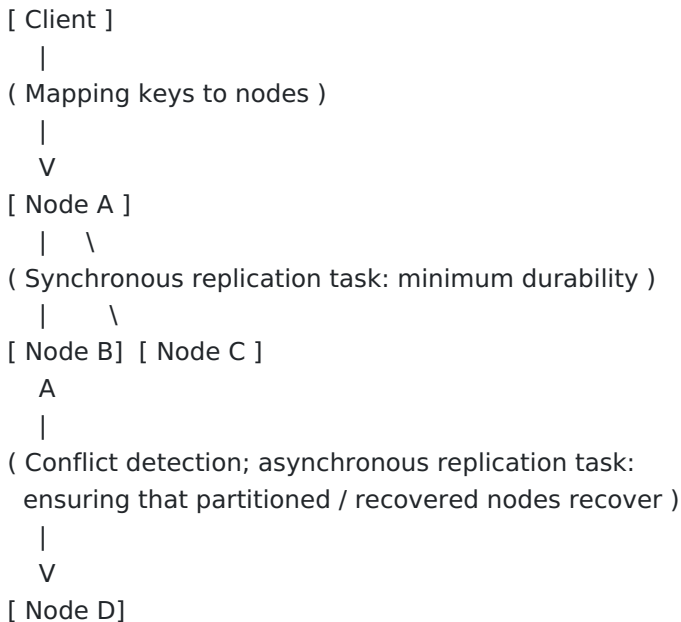 [ Client ]
|
( Mapping keys to nodes )
|
V
[ Node A ]
|     \
( Synchronous replication task: minimum durability )
|        \
[ Node B]  [ Node C ]
A
|
( Conflict detection; asynchronous replication task:
ensuring that partitioned / recovered nodes recover )
|
V
[ Node D]